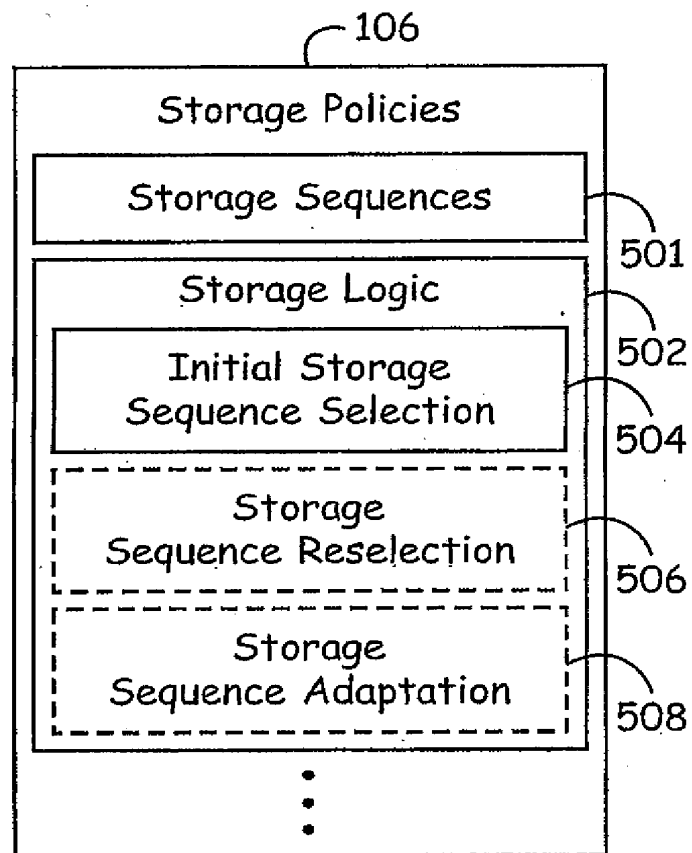 106
Storage Policies
Storage Sequences
501
Storage Logic
502
Initial Storage
Sequence Selection
504
Storage
Sequence Reselection
506
Storage
Sequence Adaptation
508